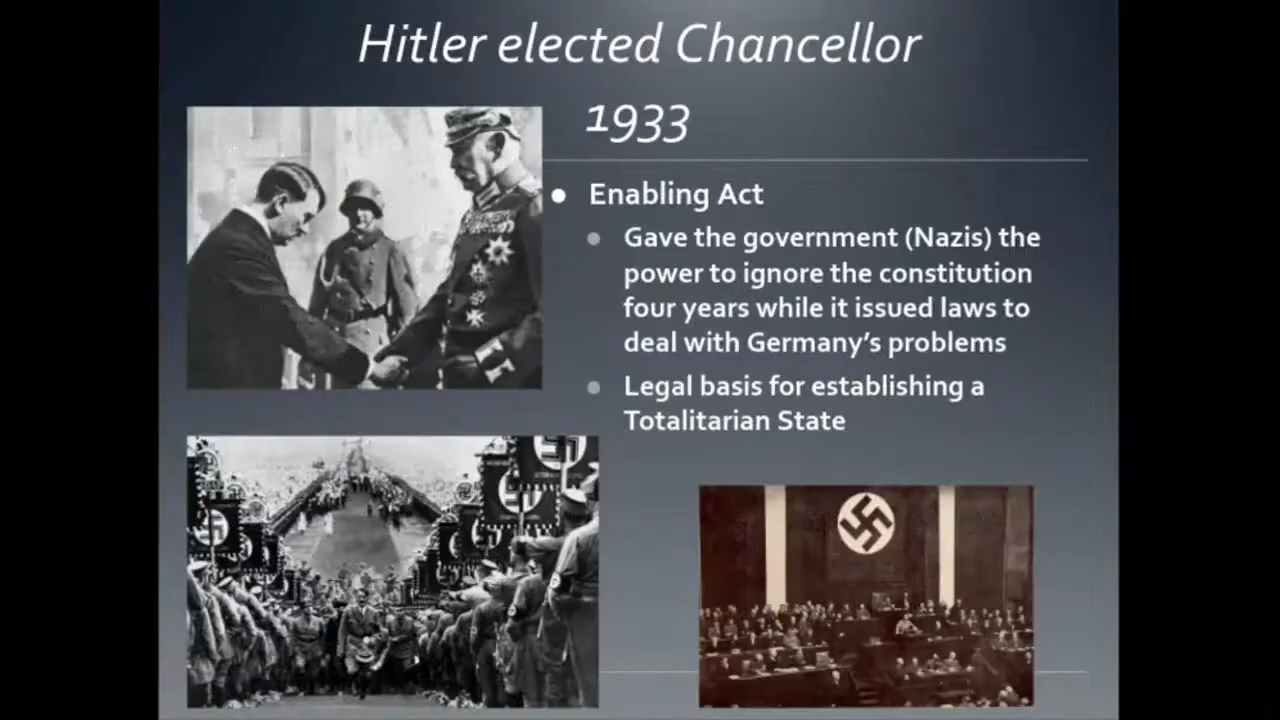 Hitler elected Chancellor
1933
Enabling Act
Gave the government (Nazis) the
power to ignore the constitution
four years while it issued laws to
deal with Germany's problems
Legal basis for establishing a
Totalitarian State